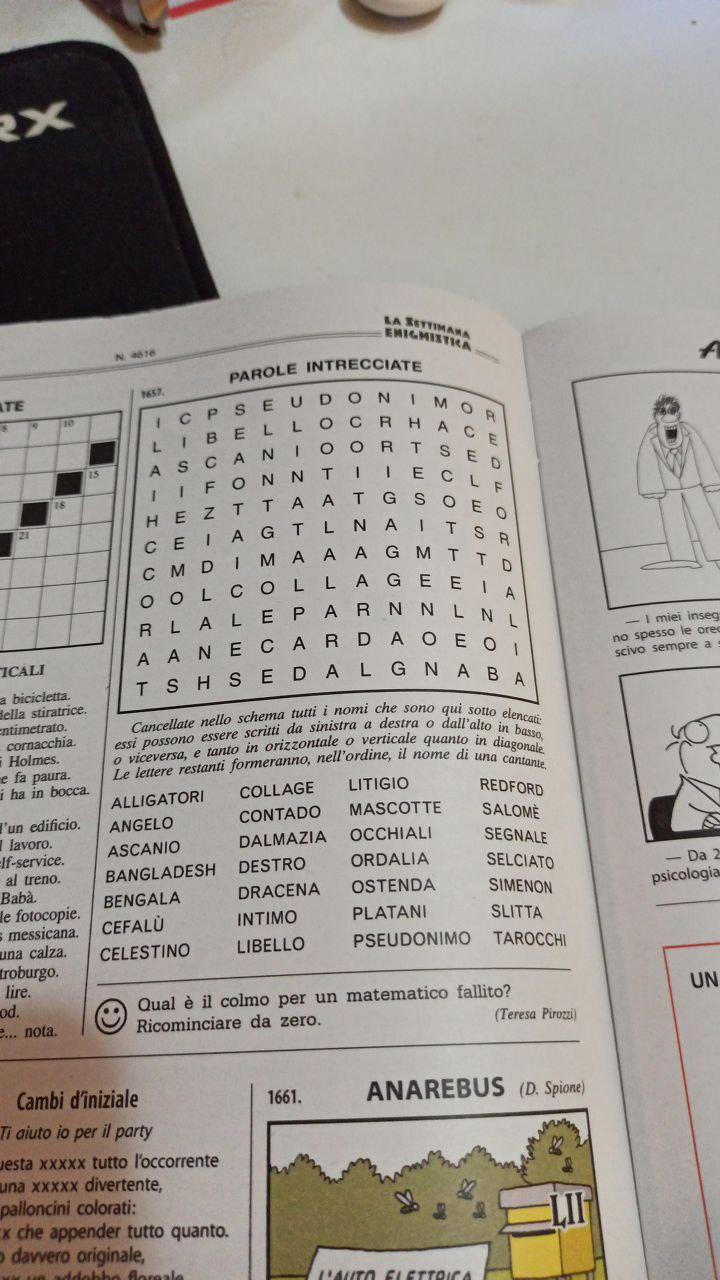 RX
LA SETTIMANA
ENIGMISTICA
N. 4616
PAROLE INTRECCIATE
1657.
I C P S E U D O N I M O R
L I B E L L O C R H A C E
A S C A N I O O R T S E D
I I F O N N T I I E C L F
H E Z T T A A T G S O E O
C E I A G T L N A I T S R
C M D I M A A A G M T T D
O O L C O L L A G E E I A
R L A L E P A R N N L N L
A A N E C A R D A O E O I
T S H S E D A L G N A B A
Cancellate nello schema tutti i nomi che sono qui sotto elencati:
essi possono essere scritti da sinistra a destra o dall'alto in basso,
o viceversa, e tanto in orizzontale o verticale quanto in diagonale.
Le lettere restanti formeranno, nell'ordine, il nome di una cantante.
ALLIGATORI COLLAGE LITIGIO REDFORD
ANGELO CONTADO MASCOTTE SALOMÈ
ASCANIO DALMAZIA OCCHIALI SEGNALE
BANGLADESH DESTRO ORDALIA SELCIATO
BENGALA DRACENA OSTENDA SIMENON
CEFALÙ INTIMO PLATANI SLITTA
CELESTINO LIBELLO PSEUDONIMO TAROCCHI
Qual è il colmo per un matematico fallito?
Ricominciare da zero.
(Teresa Pirozzi)
ATE
8 9 10
15
18
21
TICALI
a bicicletta.
della stiratrice.
entimetrato.
cornacchia.
i Holmes.
e fa paura.
i ha in bocca.
'un edificio.
l lavoro.
elf-service.
al treno.
Babà.
le fotocopie.
s messicana.
una calza.
troburgo.
lire.
od.
e... nota.
Cambi d'iniziale
Ti aiuto io per il party
uesta xxxxx tutto l'occorrente
una xxxxx divertente,
palloncini colorati:
x che appender tutto quanto.
o davvero originale,
un addobbo floreale
1661.
ANAREBUS (D. Spione)
LII
L'AUTO ELETTRICA
A
— I miei inseg
no spesso le orec
scivo sempre a s
— Da 2
psicologia
UN